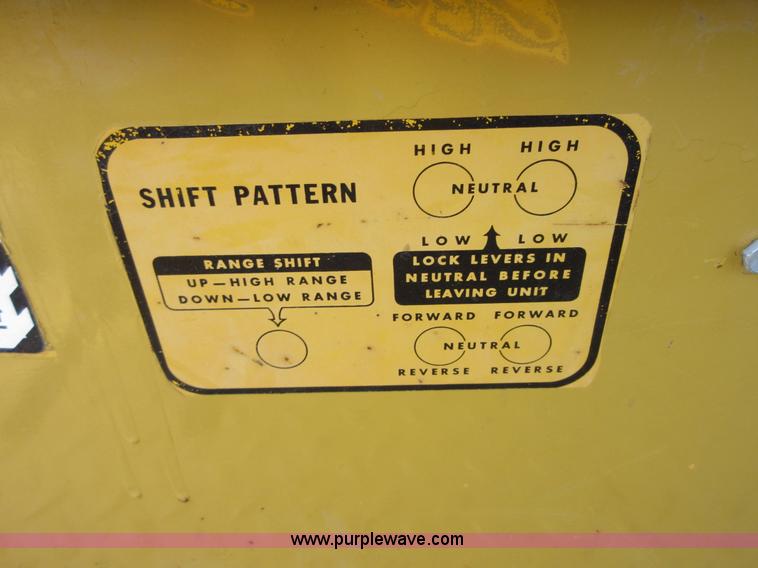 SHIFT PATTERN
RANGE SHIFT
UP—HIGH RANGE
DOWN—LOW RANGE
HIGH HIGH
NEUTRAL
LOW LOW
LOCK LEVERS IN
NEUTRAL BEFORE
LEAVING UNIT
FORWARD FORWARD
NEUTRAL
REVERSE REVERSE
www.purplewave.com